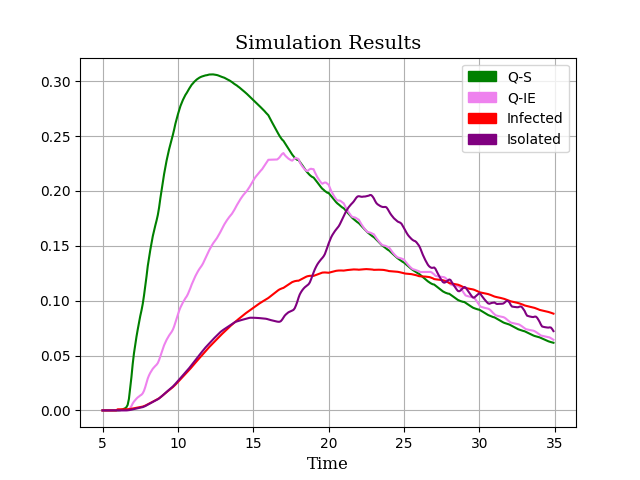 Simulation Results
Q-S
Q-IE
Infected
Isolated
0.30
0.25
0.20
0.15
0.10
0.05
0.00
5 10 15 20 25 30 35
Time